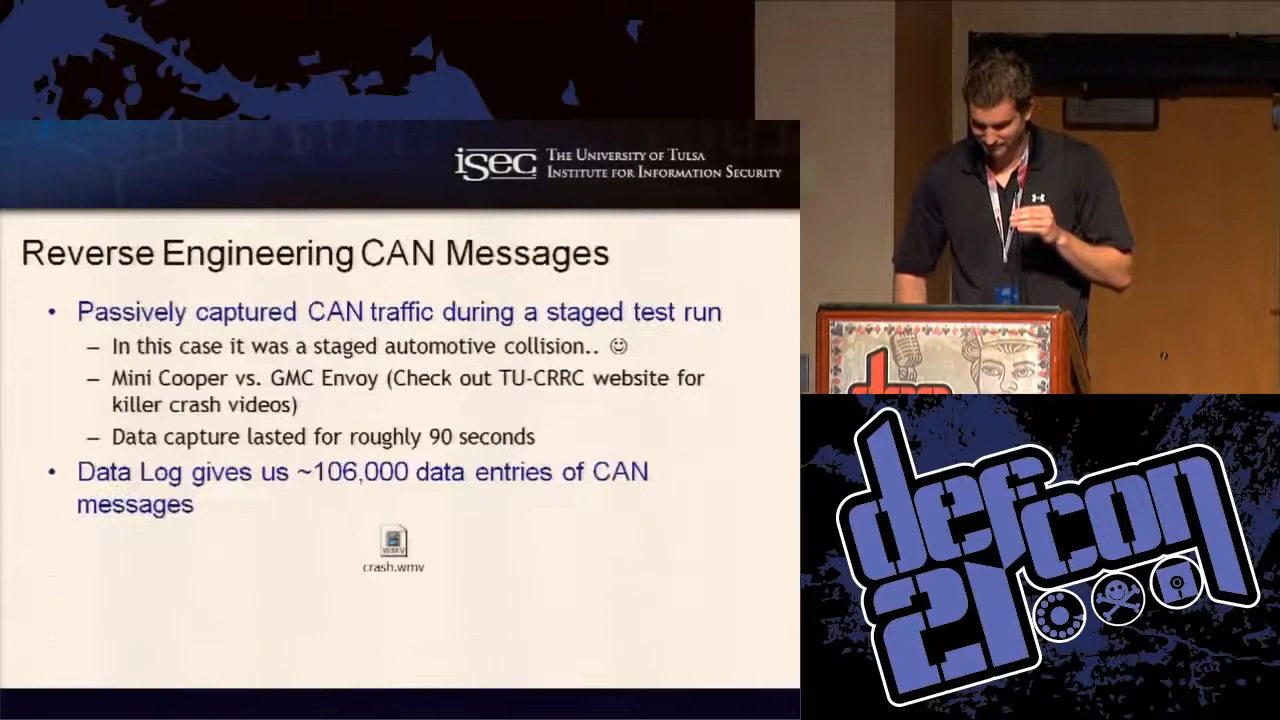 isec THE UNIVERSITY OF TULSA
INSTITUTE FOR INFORMATION SECURITY
Reverse Engineering CAN Messages
• Passively captured CAN traffic during a staged test run
– In this case it was a staged automotive collision.. ☺
– Mini Cooper vs. GMC Envoy (Check out TU-CRRC website for
killer crash videos)
– Data capture lasted for roughly 90 seconds
• Data Log gives us ~106,000 data entries of CAN
messages
WMV
crash.wmv
defcon
21